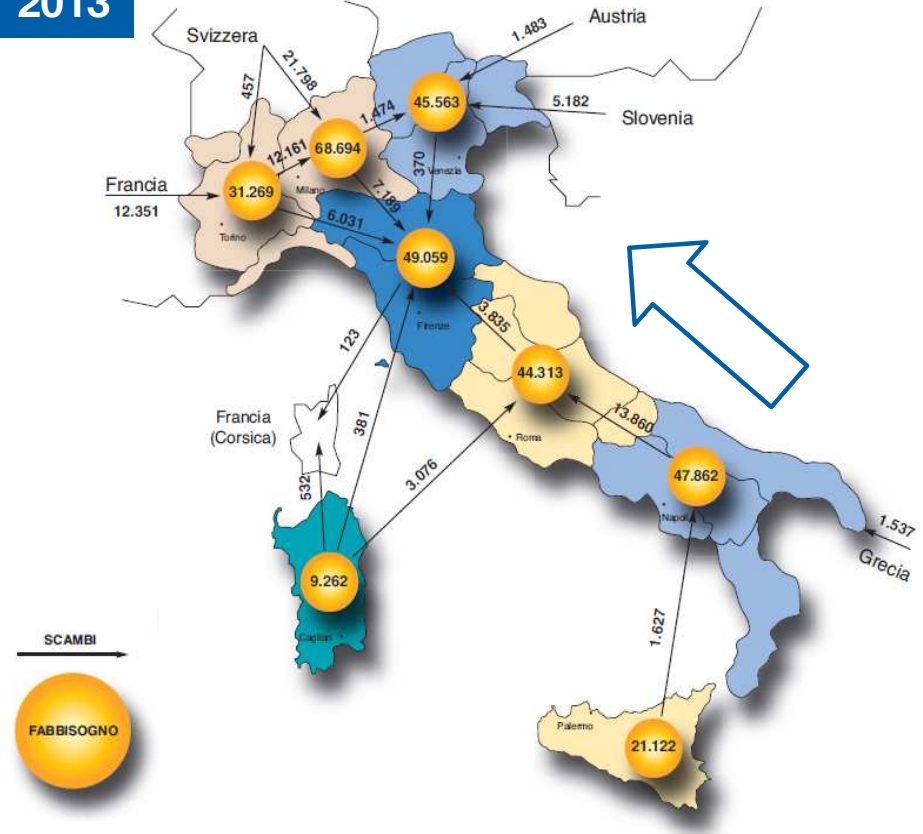 2013
Svizzera
Austria
1.483
21.798
457
45.563
5.182
Slovenia
1.474
68.694
12.161
370
Venezia
Francia
12.351
31.269
Milano
7.189
6.031
Torino
49.059
Firenze
3.835
123
44.313
Francia
(Corsica)
381
13.860
Roma
3.076
532
47.862
Napoli
1.537
Grecia
9.262
Cagliari
1.627
SCAMBI
FABBISOGNO
Palermo
21.122